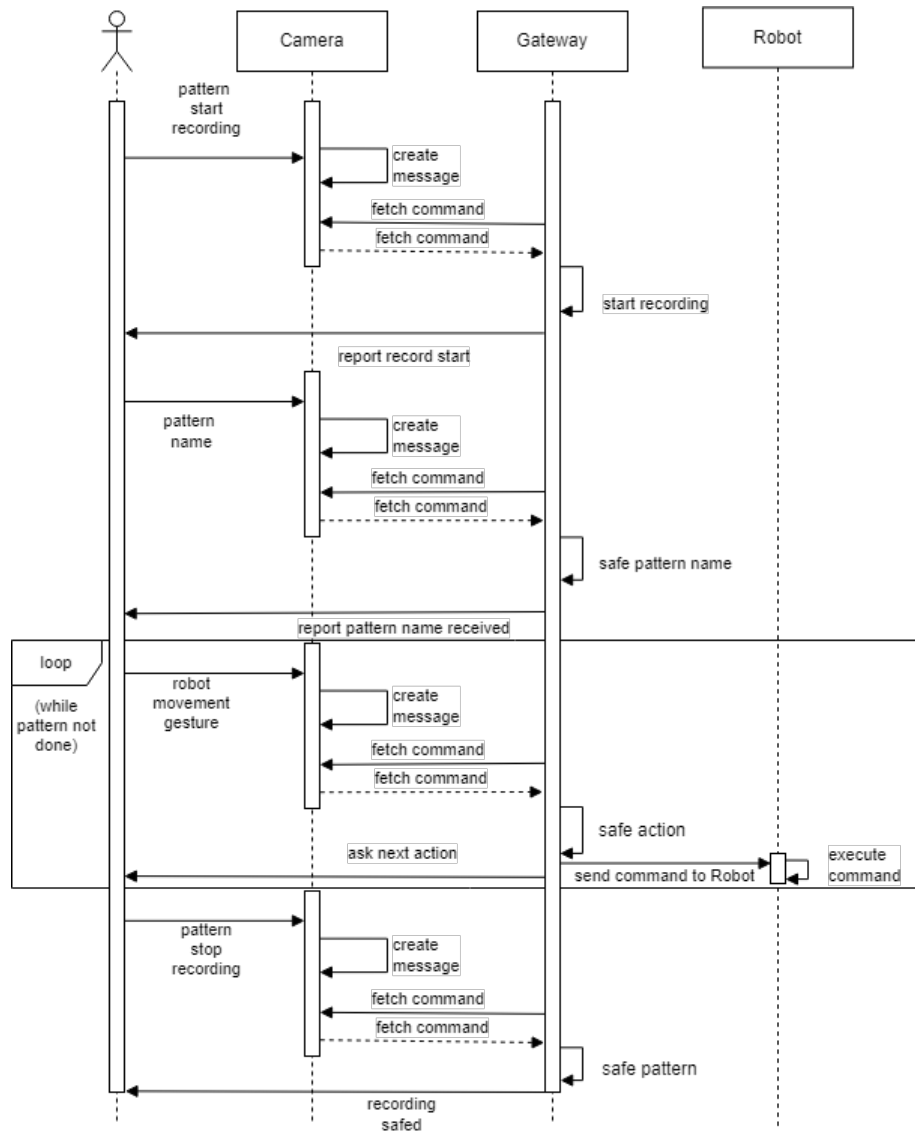 Camera
Gateway
Robot
pattern
start
recording
create
message
fetch command
fetch command
start recording
report record start
pattern
name
create
message
fetch command
fetch command
safe pattern name
report pattern name received
loop
(while
pattern not
done)
robot
movement
gesture
create
message
fetch command
fetch command
safe action
ask next action
send command to Robot
execute
command
pattern
stop
recording
create
message
fetch command
fetch command
safe pattern
recording
safed